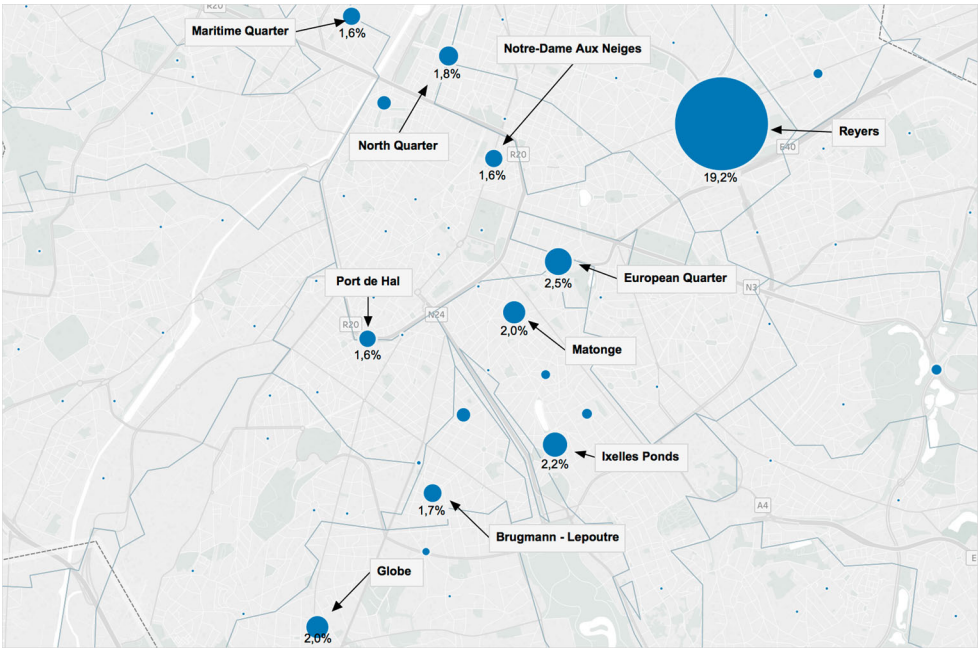 R20
Maritime Quarter
1,6%
Notre-Dame Aux Neiges
1,8%
North Quarter
Reyers
E40
R20
1,6%
19,2%
European Quarter
2,5%
Port de Hal
N3
N24
R20
2,0%
Matonge
1,6%
Ixelles Ponds
2,2%
A4
1,7%
Brugmann - Lepoutre
E
Globe
2,0%